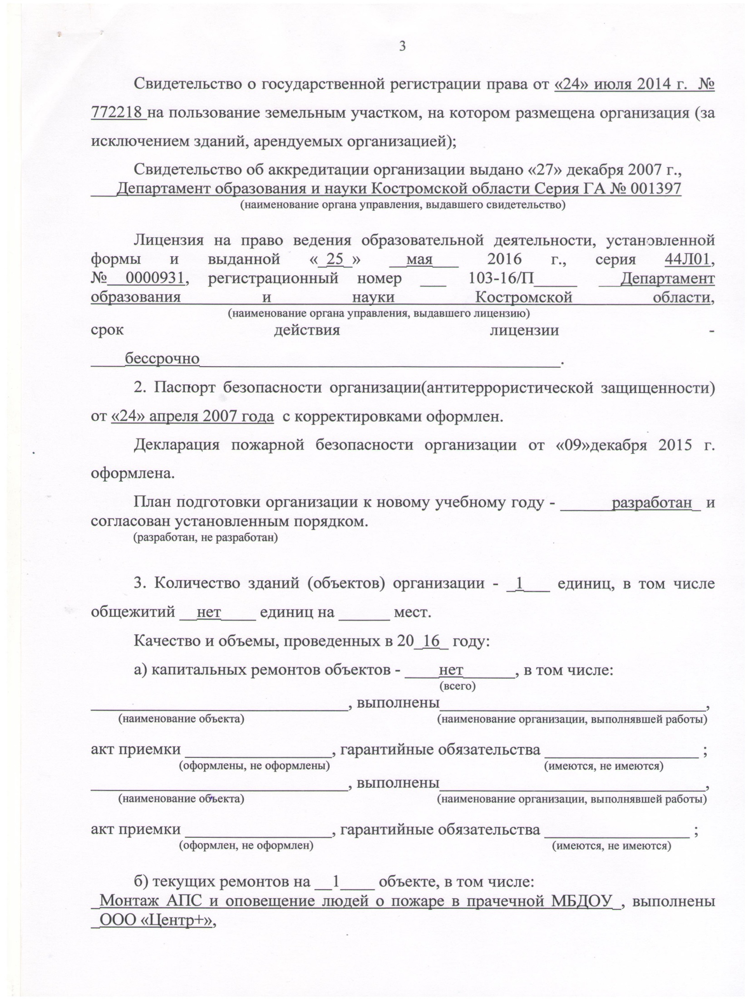 3
Свидетельство о государственной регистрации права от «24» июля 2014 г. №
772218 на пользование земельным участком, на котором размещена организация (за
исключением зданий, арендуемых организацией);
Свидетельство об аккредитации организации выдано «27» декабря 2007 г.,
___Департамент образования и науки Костромской области Серия ГА № 001397
(наименование органа управления, выдавшего свидетельство)
Лицензия на право ведения образовательной деятельности, установленной
формы и выданной «_25_» __мая___ 2016 г., серия 44Л01,
№__0000931, регистрационный номер ___ 103-16/П_____ ___Департамент
образования и науки Костромской области,
(наименование органа управления, выдавшего лицензию)
срок действия лицензии -
____бессрочно__________________________________________.
2. Паспорт безопасности организации(антитеррористической защищенности)
от «24» апреля 2007 года с корректировками оформлен.
Декларация пожарной безопасности организации от «09»декабря 2015 г.
оформлена.
План подготовки организации к новому учебному году - ______разработан_ и
согласован установленным порядком.
(разработан, не разработан)
3. Количество зданий (объектов) организации - _1___ единиц, в том числе
общежитий __нет____ единиц на ______ мест.
Качество и объемы, проведенных в 20_16_ году:
а) капитальных ремонтов объектов - ____нет______, в том числе:
(всего)
______________________________, выполнены_______________________________,
(наименование объекта) (наименование организации, выполнявшей работы)
акт приемки _________________, гарантийные обязательства __________________ ;
(оформлены, не оформлены) (имеются, не имеются)
______________________________, выполнены_______________________________,
(наименование объекта) (наименование организации, выполнявшей работы)
акт приемки _________________, гарантийные обязательства _________________ ;
(оформлен, не оформлен) (имеются, не имеются)
б) текущих ремонтов на __1____ объекте, в том числе:
_Монтаж АПС и оповещение людей о пожаре в прачечной МБДОУ_, выполнены
_ООО «Центр+»,